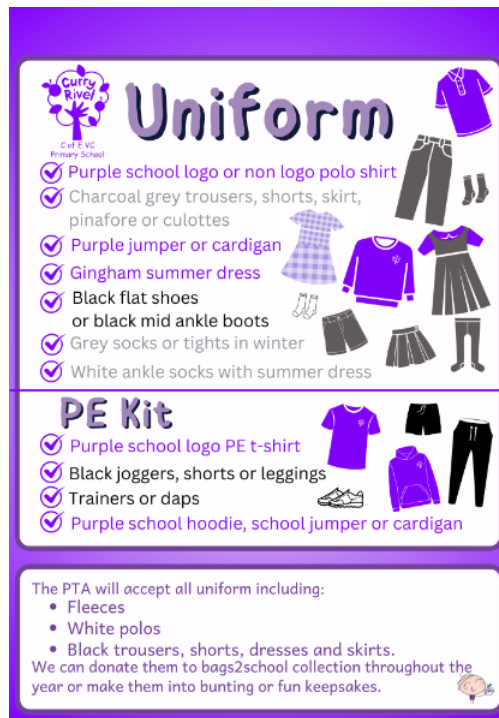 Curry
Rivel
C of E VC
Primary School
Uniform
Purple school logo or non logo polo shirt
Charcoal grey trousers, shorts, skirt,
pinafore or culottes
Purple jumper or cardigan
Gingham summer dress
Black flat shoes
or black mid ankle boots
Grey socks or tights in winter
White ankle socks with summer dress
PE Kit
Purple school logo PE t-shirt
Black joggers, shorts or leggings
Trainers or daps
Purple school hoodie, school jumper or cardigan
The PTA will accept all uniform including:
• Fleeces
• White polos
• Black trousers, shorts, dresses and skirts.
We can donate them to bags2school collection throughout the
year or make them into bunting or fun keepsakes.